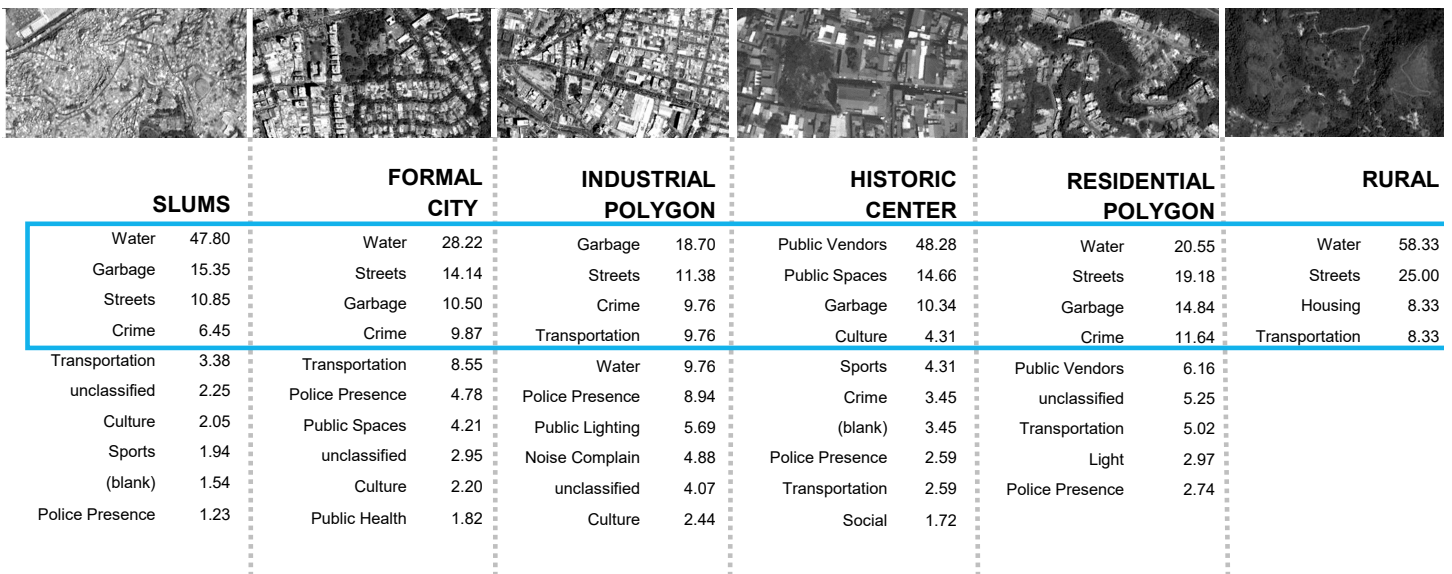 SLUMS
Water 47.80
Garbage 15.35
Streets 10.85
Crime 6.45
Transportation 3.38
unclassified 2.25
Culture 2.05
Sports 1.94
(blank) 1.54
Police Presence 1.23
FORMAL
CITY
Water 28.22
Streets 14.14
Garbage 10.50
Crime 9.87
Transportation 8.55
Police Presence 4.78
Public Spaces 4.21
unclassified 2.95
Culture 2.20
Public Health 1.82
INDUSTRIAL
POLYGON
Garbage 18.70
Streets 11.38
Crime 9.76
Transportation 9.76
Water 9.76
Police Presence 8.94
Public Lighting 5.69
Noise Complain 4.88
unclassified 4.07
Culture 2.44
HISTORIC
CENTER
Public Vendors 48.28
Public Spaces 14.66
Garbage 10.34
Culture 4.31
Sports 4.31
Crime 3.45
(blank) 3.45
Police Presence 2.59
Transportation 2.59
Social 1.72
RESIDENTIAL
POLYGON
Water 20.55
Streets 19.18
Garbage 14.84
Crime 11.64
Public Vendors 6.16
unclassified 5.25
Transportation 5.02
Light 2.97
Police Presence 2.74
RURAL
Water 58.33
Streets 25.00
Housing 8.33
Transportation 8.33